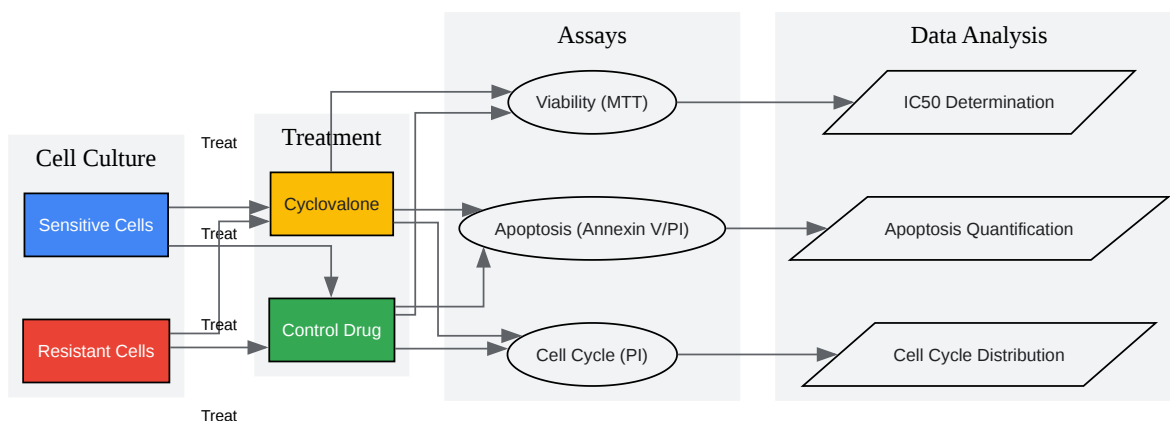 Assays
Data Analysis
Viability (MTT)
IC50 Determination
Treat
Treatment
Cell Culture
Cyclovalone
Sensitive Cells
Treat
Apoptosis (Annexin V/PI)
Apoptosis Quantification
Treat
Control Drug
Resistant Cells
Cell Cycle (PI)
Cell Cycle Distribution
Treat